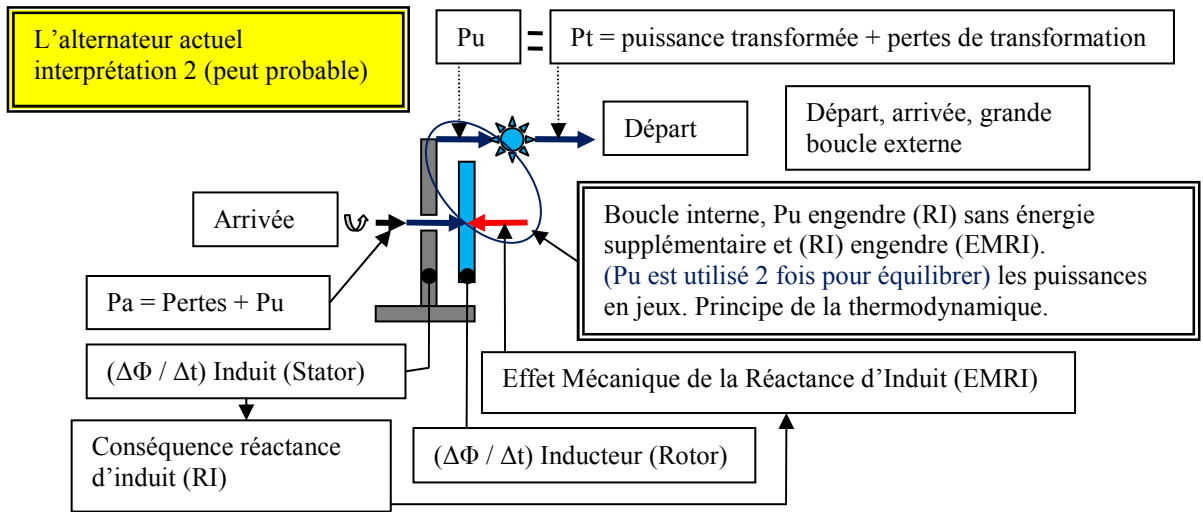 L'alternateur actuel
interprétation 2 (peut probable)
Pu
=
Pt = puissance transformée + pertes de transformation
Départ
Départ, arrivée, grande
boucle externe
Arrivée
Boucle interne, Pu engendre (RI) sans énergie
supplémentaire et (RI) engendre (EMRI).
(Pu est utilisé 2 fois pour équilibrer) les puissances
en jeux. Principe de la thermodynamique.
Pa = Pertes + Pu
(ΔΦ / Δt) Induit (Stator)
Effet Mécanique de la Réactance d'Induit (EMRI)
Conséquence réactance
d'induit (RI)
(ΔΦ / Δt) Inducteur (Rotor)